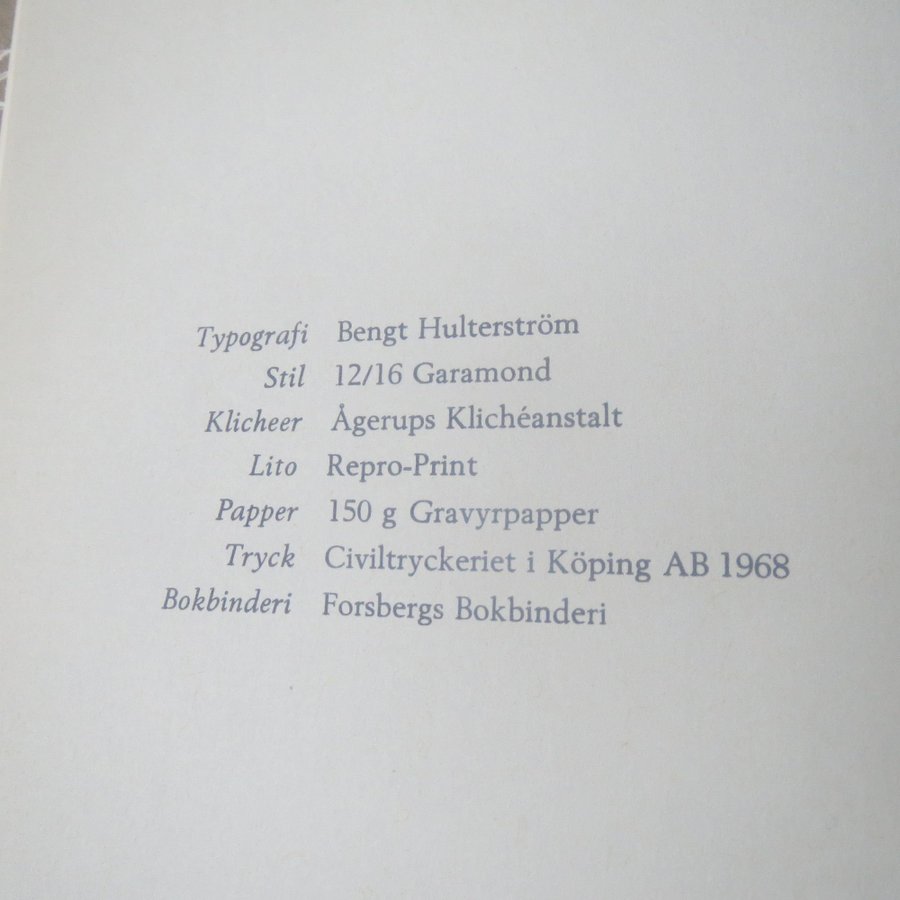 Typografi Bengt Hulterström
Stil 12/16 Garamond
Klicheer Ågerups Klichéanstalt
Lito Repro-Print
Papper 150 g Gravyrpapper
Tryck Civiltryckeriet i Köping AB 1968
Bokbinderi Forsbergs Bokbinderi